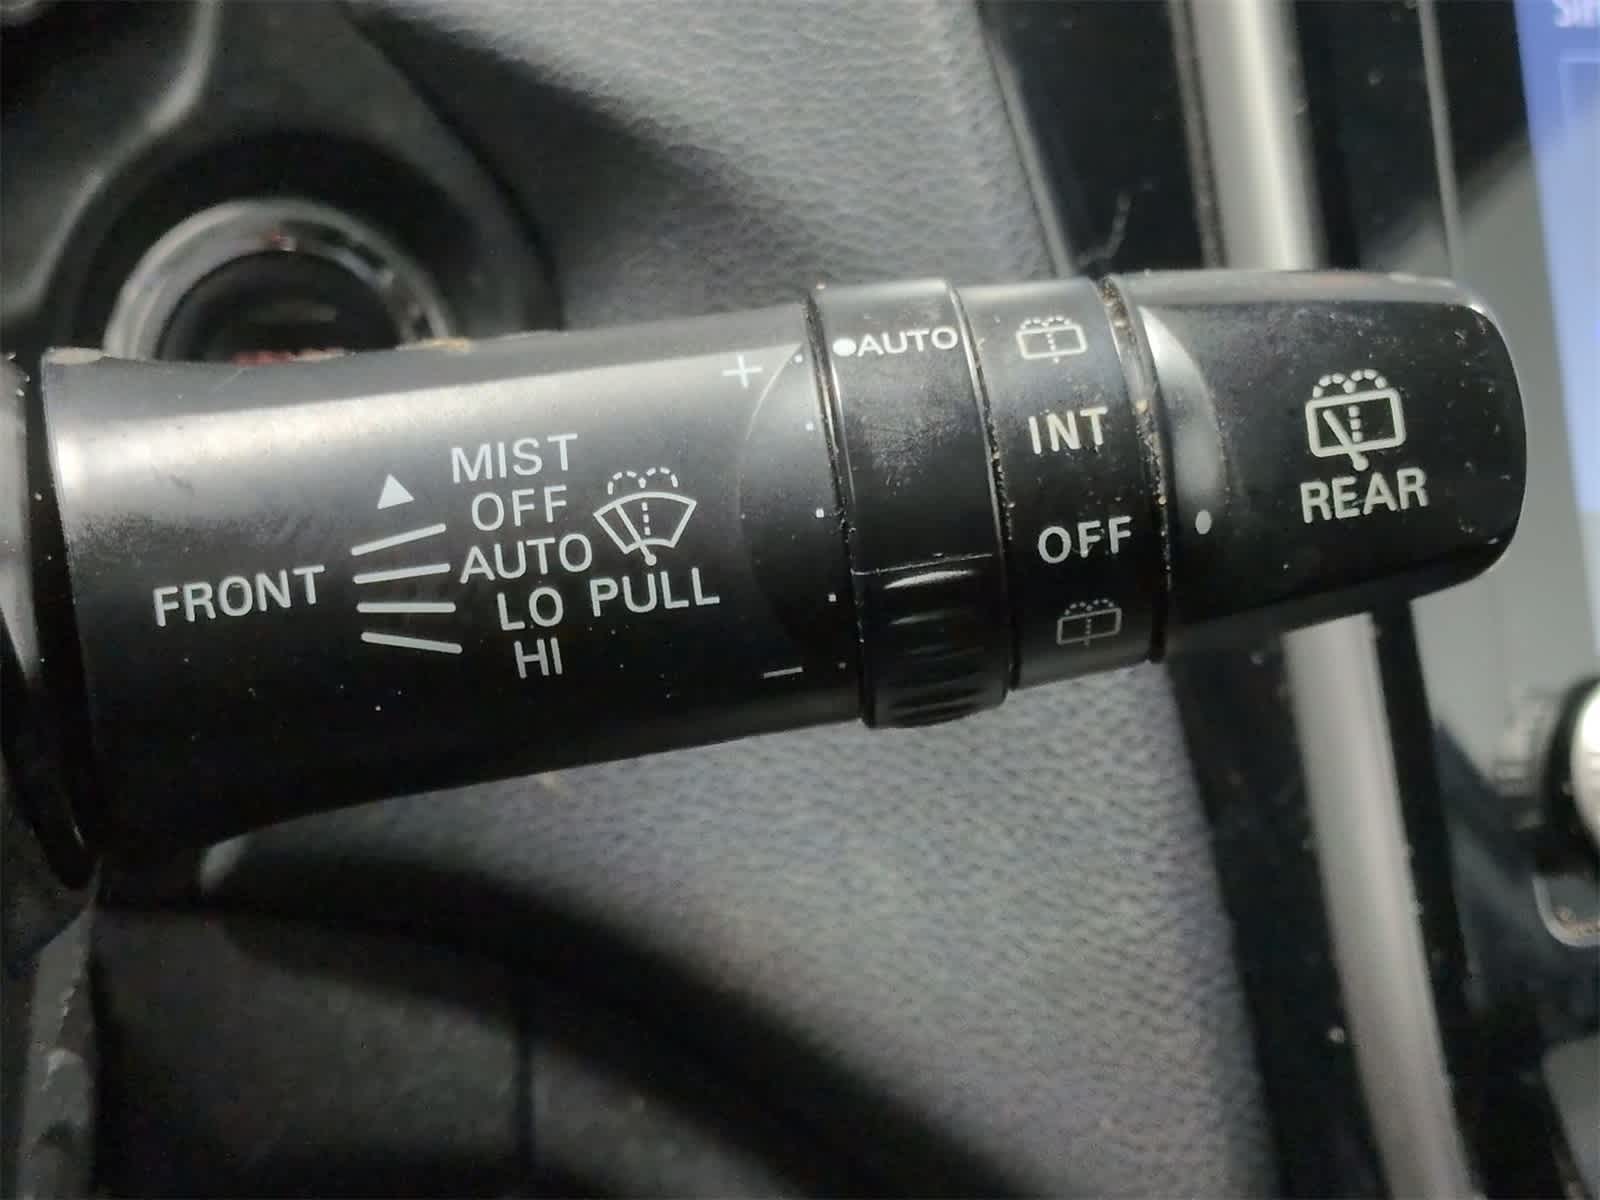 FRONT
MIST
OFF
AUTO
LO
HI
PULL
+
−
●AUTO
INT
OFF
REAR